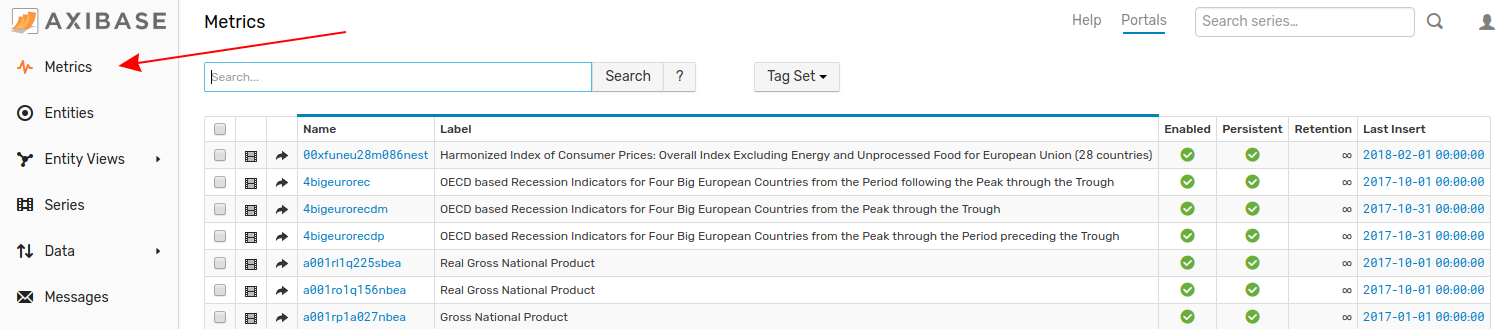 AXIBASE
Metrics
Help Portals Search series...
Metrics
Search... Search ? Tag Set
Entities
Entity Views
Series
Data
Messages
Name Label Enabled Persistent Retention Last Insert
00xfuneu28m086nest Harmonized Index of Consumer Prices: Overall Index Excluding Energy and Unprocessed Food for European Union (28 countries) ∞ 2018-02-01 00:00:00
4bigeurorec OECD based Recession Indicators for Four Big European Countries from the Period following the Peak through the Trough ∞ 2017-10-01 00:00:00
4bigeurorecdm OECD based Recession Indicators for Four Big European Countries from the Peak through the Trough ∞ 2017-10-31 00:00:00
4bigeurorecdp OECD based Recession Indicators for Four Big European Countries from the Peak through the Period preceding the Trough ∞ 2017-10-31 00:00:00
a001rl1q225sbea Real Gross National Product ∞ 2017-10-01 00:00:00
a001ro1q156nbea Real Gross National Product ∞ 2017-10-01 00:00:00
a001rp1a027nbea Gross National Product ∞ 2017-01-01 00:00:00